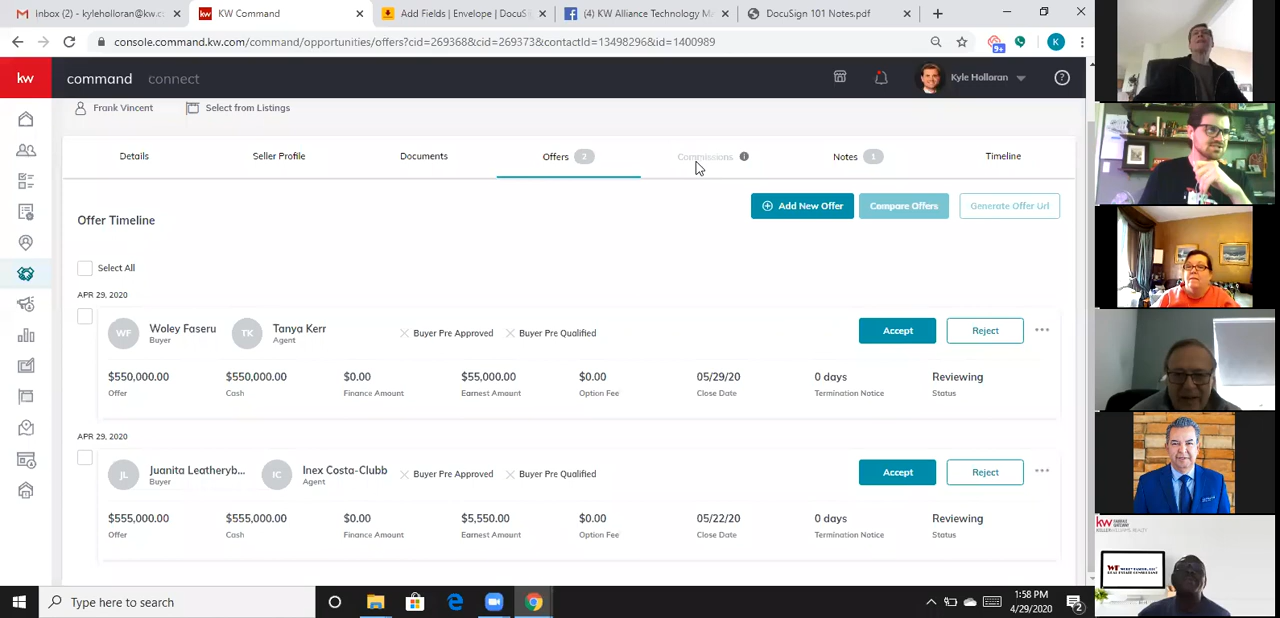 Inbox (2) - kyleholloran@kw.c
KW Command
Add Fields | Envelope | DocuS
(4) KW Alliance Technology M
DocuSign 101 Notes.pdf
console.command.kw.com/command/opportunities/offers?cid=269368&cid=269373&contactId=13498296&id=1400989
9+
K
kw
command connect
Kyle Holloran
Frank Vincent
Select from Listings
Details
Seller Profile
Documents
Offers 2
Commissions
Notes 1
Timeline
Offer Timeline
Add New Offer
Compare Offers
Generate Offer Url
Select All
APR 29, 2020
WF
Woley Faseru
Buyer
TK
Tanya Kerr
Agent
Buyer Pre Approved
Buyer Pre Qualified
Accept
Reject
$550,000.00 $550,000.00 $0.00 $55,000.00 $0.00 05/29/20 0 days Reviewing
Offer Cash Finance Amount Earnest Amount Option Fee Close Date Termination Notice Status
APR 29, 2020
JL
Juanita Leatheryb...
Buyer
IC
Inex Costa-Clubb
Agent
Buyer Pre Approved
Buyer Pre Qualified
Accept
Reject
$555,000.00 $555,000.00 $0.00 $5,550.00 $0.00 05/22/20 0 days Reviewing
Offer Cash Finance Amount Earnest Amount Option Fee Close Date Termination Notice Status
Type here to search
1:58 PM
4/29/2020
2
kw
KELLERWILLIAMS REALTY